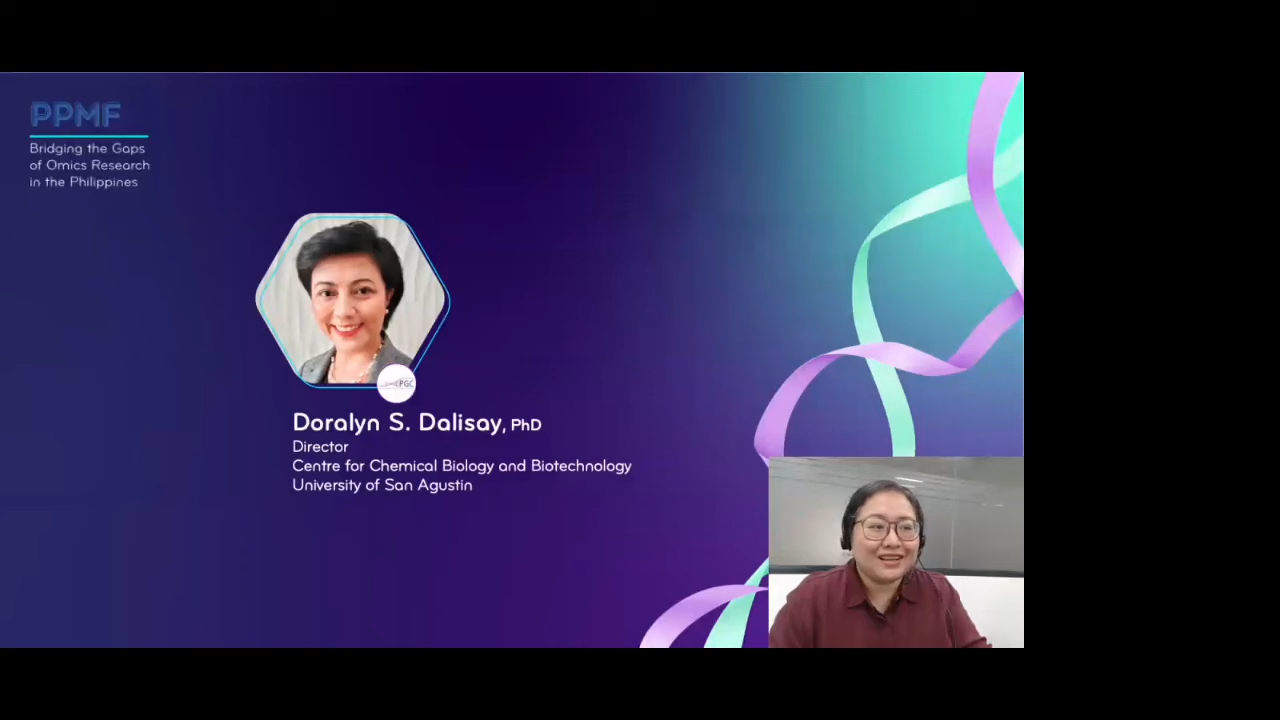 PPMF
Bridging the Gaps
of Omics Research
in the Philippines
PGC
Doralyn S. Dalisay, PhD
Director
Centre for Chemical Biology and Biotechnology
University of San Agustin